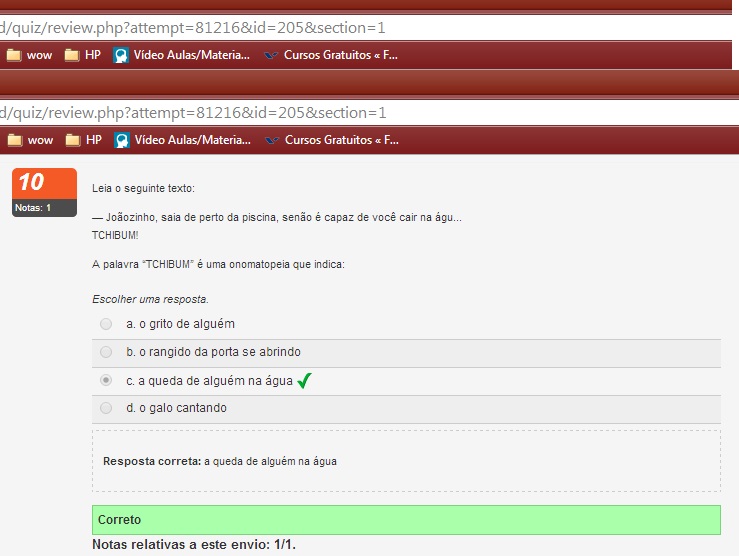 d/quiz/review.php?attempt=81216&id=205&section=1
wow HP Vídeo Aulas/Materia... Cursos Gratuitos « F...
d/quiz/review.php?attempt=81216&id=205&section=1
wow HP Vídeo Aulas/Materia... Cursos Gratuitos « F...
10
Notas: 1
Leia o seguinte texto:
— Joãozinho, saia de perto da piscina, senão é capaz de você cair na águ...
TCHIBUM!
A palavra “TCHIBUM” é uma onomatopeia que indica:
Escolher uma resposta.
a. o grito de alguém
b. o rangido da porta se abrindo
c. a queda de alguém na água
d. o galo cantando
Resposta correta: a queda de alguém na água
Correto
Notas relativas a este envio: 1/1.